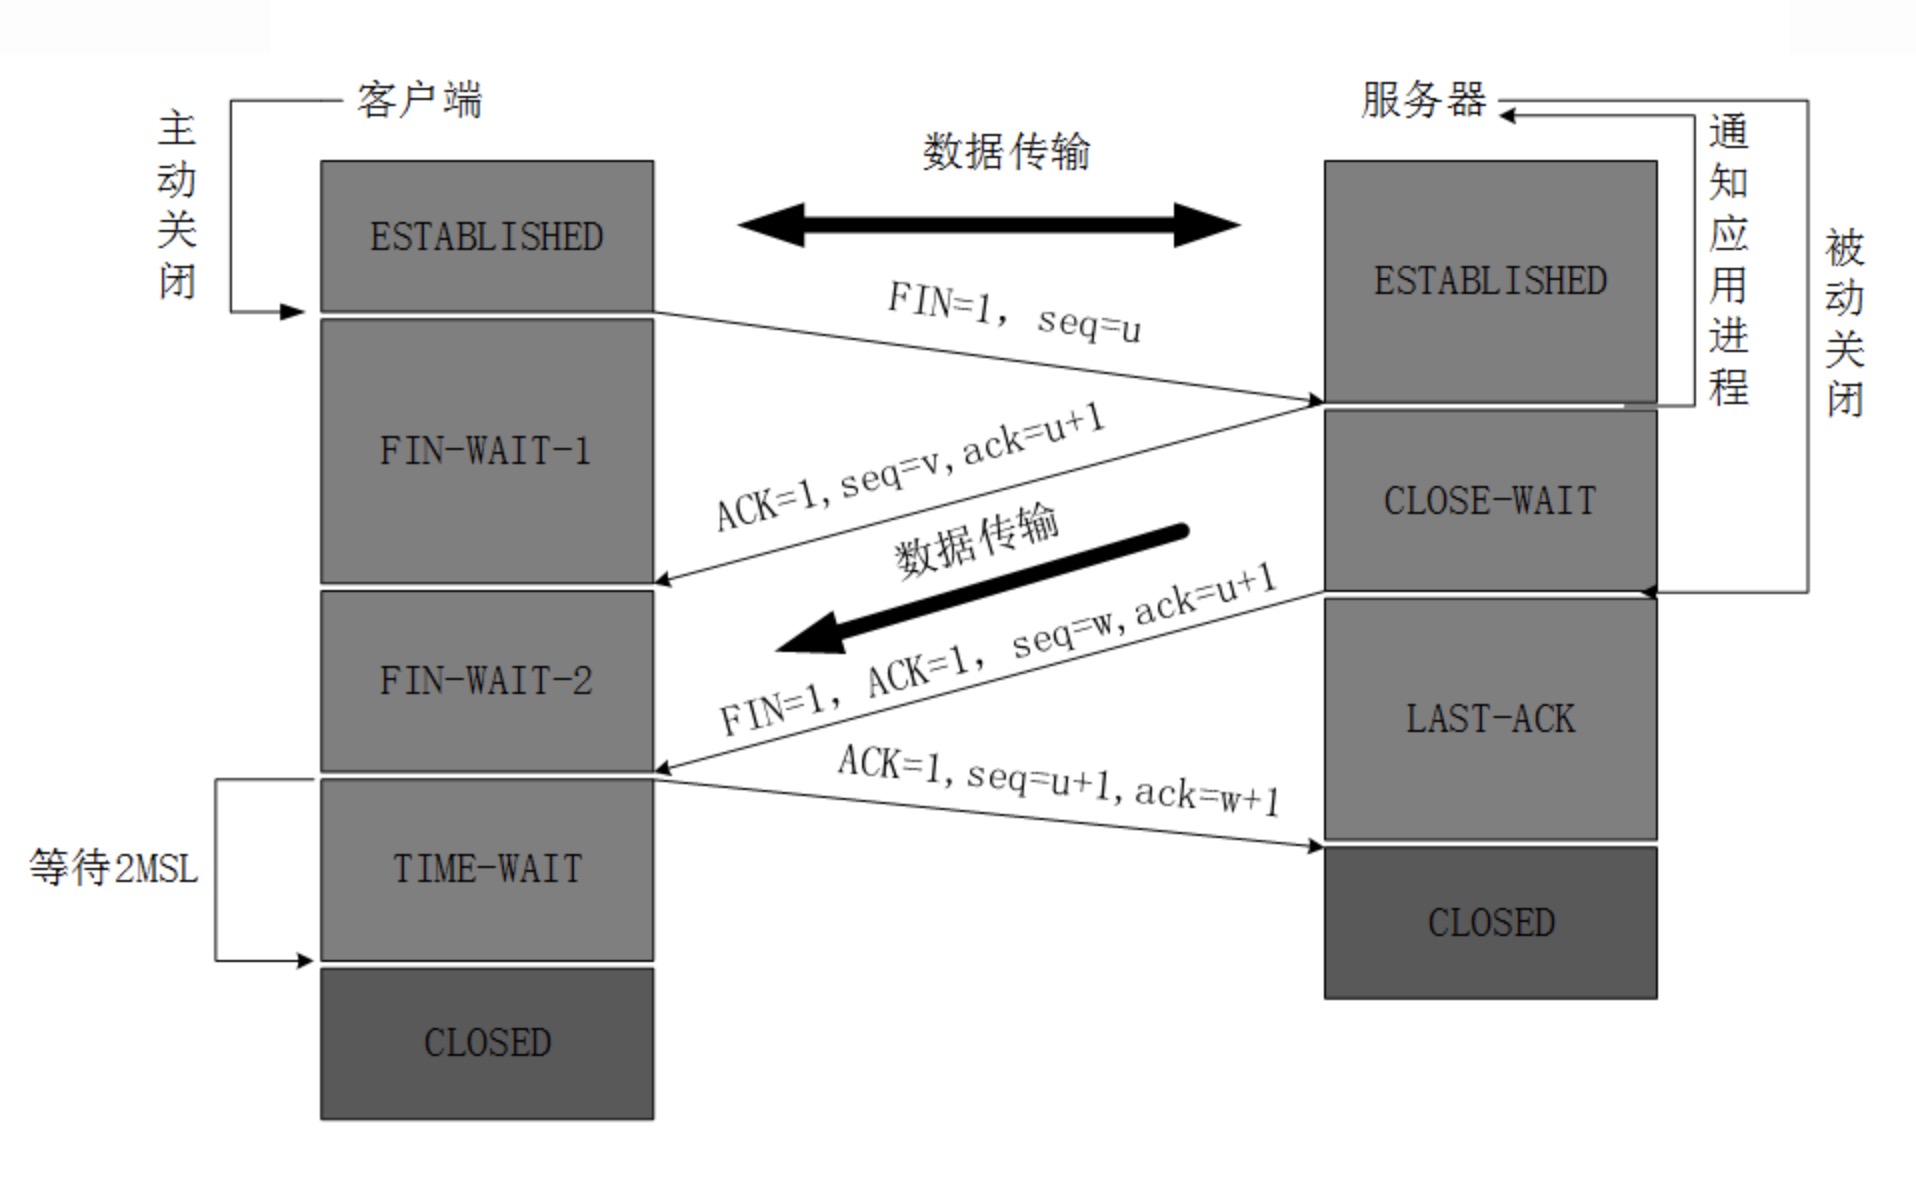 客户端
服务器
主动关闭
数据传输
通知应用进程
被动关闭
ESTABLISHED
ESTABLISHED
FIN=1, seq=u
FIN-WAIT-1
ACK=1,seq=v,ack=u+1
CLOSE-WAIT
数据传输
FIN-WAIT-2
FIN=1, ACK=1, seq=w,ack=u+1
LAST-ACK
ACK=1,seq=u+1,ack=w+1
等待2MSL
TIME-WAIT
CLOSED
CLOSED